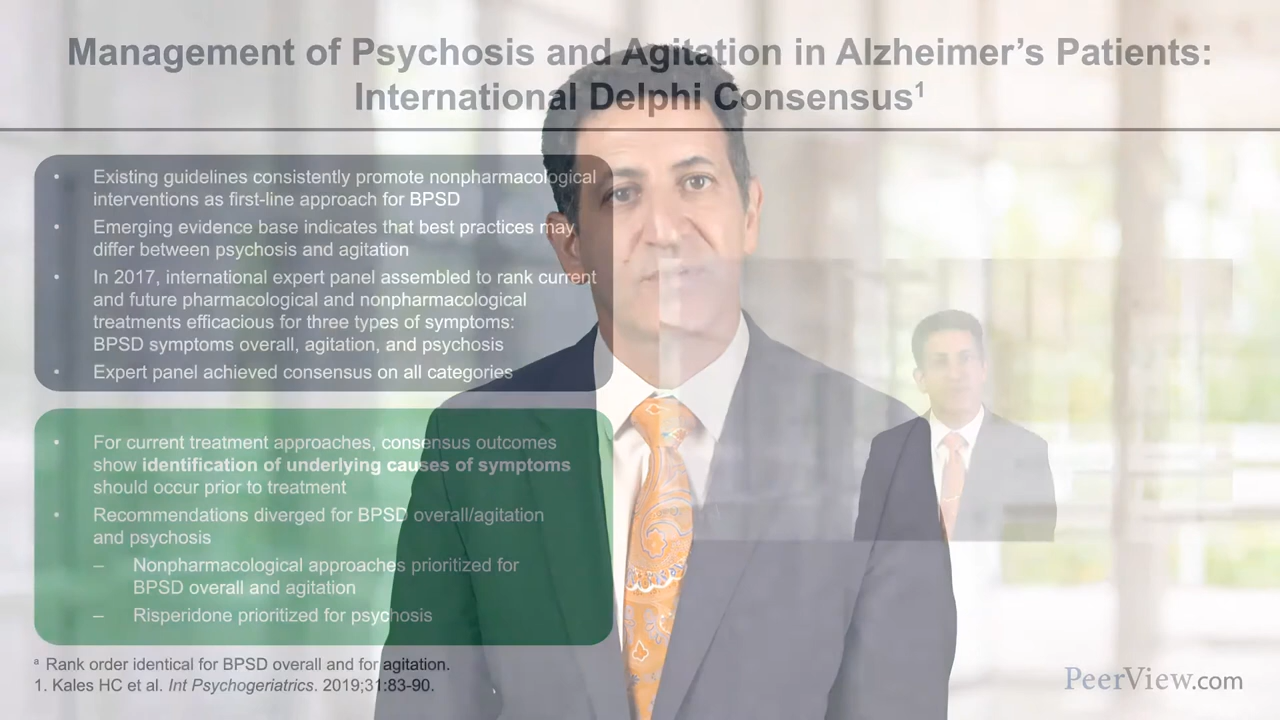 Management of Psychosis and Agitation in Alzheimer’s Patients:
International Delphi Consensus¹
• Existing guidelines consistently promote nonpharmacological
interventions as first-line approach for BPSD
• Emerging evidence base indicates that best practices may
differ between psychosis and agitation
• In 2017, international expert panel assembled to rank current
and future pharmacological and nonpharmacological
treatments efficacious for three types of symptoms:
BPSD symptoms overall, agitation, and psychosis
• Expert panel achieved consensus on all categories
• For current treatment approaches, consensus outcomes
show identification of underlying causes of symptoms
should occur prior to treatment
• Recommendations diverged for BPSD overall/agitation
and psychosis
– Nonpharmacological approaches prioritized for
BPSD overall and agitation
– Risperidone prioritized for psychosis
ᵃ Rank order identical for BPSD overall and for agitation.
1. Kales HC et al. Int Psychogeriatrics. 2019;31:83-90.
PeerView.com